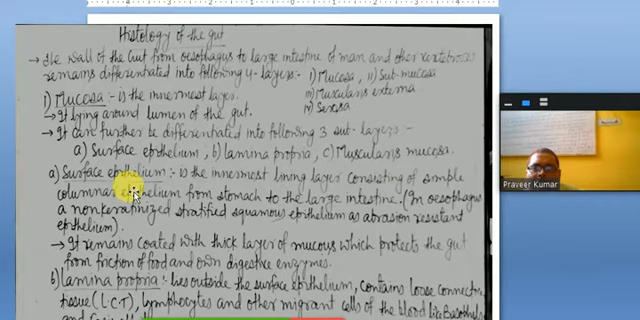 Histology of the gut
→ The wall of the Gut from oesophagus to large intestine of man and other vertebrates
remains differentiated into following 4-layers:- i) Mucosa, ii) Sub-mucosa
iii) Muscularis externa
iv) Serosa
i) Mucosa :- is the innermost layer.
→ It lying around lumen of the gut.
→ It can further be differentiated into following 3 sub-layers -
a) Surface epithelium, b) lamina propria, c) Muscularis mucosa.
a) Surface epithelium :- is the innermost lining layer consisting of simple
columnar epithelium from stomach to the large intestine. (In oesophagus
a nonkeratinized stratified squamous epithelium as abrasion resistant
epithelium).
→ It remains coated with thick layer of mucous which protects the gut
from friction of food and own digestive enzymes.
b) lamina propria :- lies outside the surface epithelium, contains loose connective
tissue (L.C.T), lymphocytes and other migrant cells of the blood like Basophils
and
Praveer Kumar